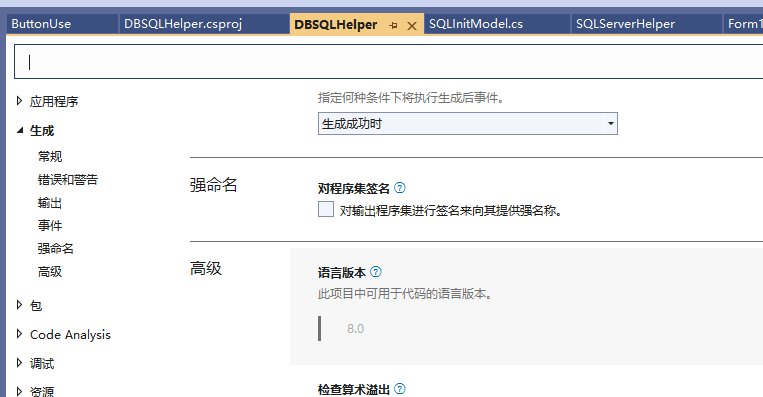 ButtonUse DBSQLHelper.csproj DBSQLHelper SQLInitModel.cs SQLServerHelper Form1
应用程序
生成
常规
错误和警告
输出
事件
强命名
高级
包
Code Analysis
调试
资源
指定何种条件下将执行生成后事件。
生成成功时
强命名
对程序集签名
对输出程序集进行签名来向其提供强名称。
高级
语言版本
此项目中可用于代码的语言版本。
8.0
检查算术溢出